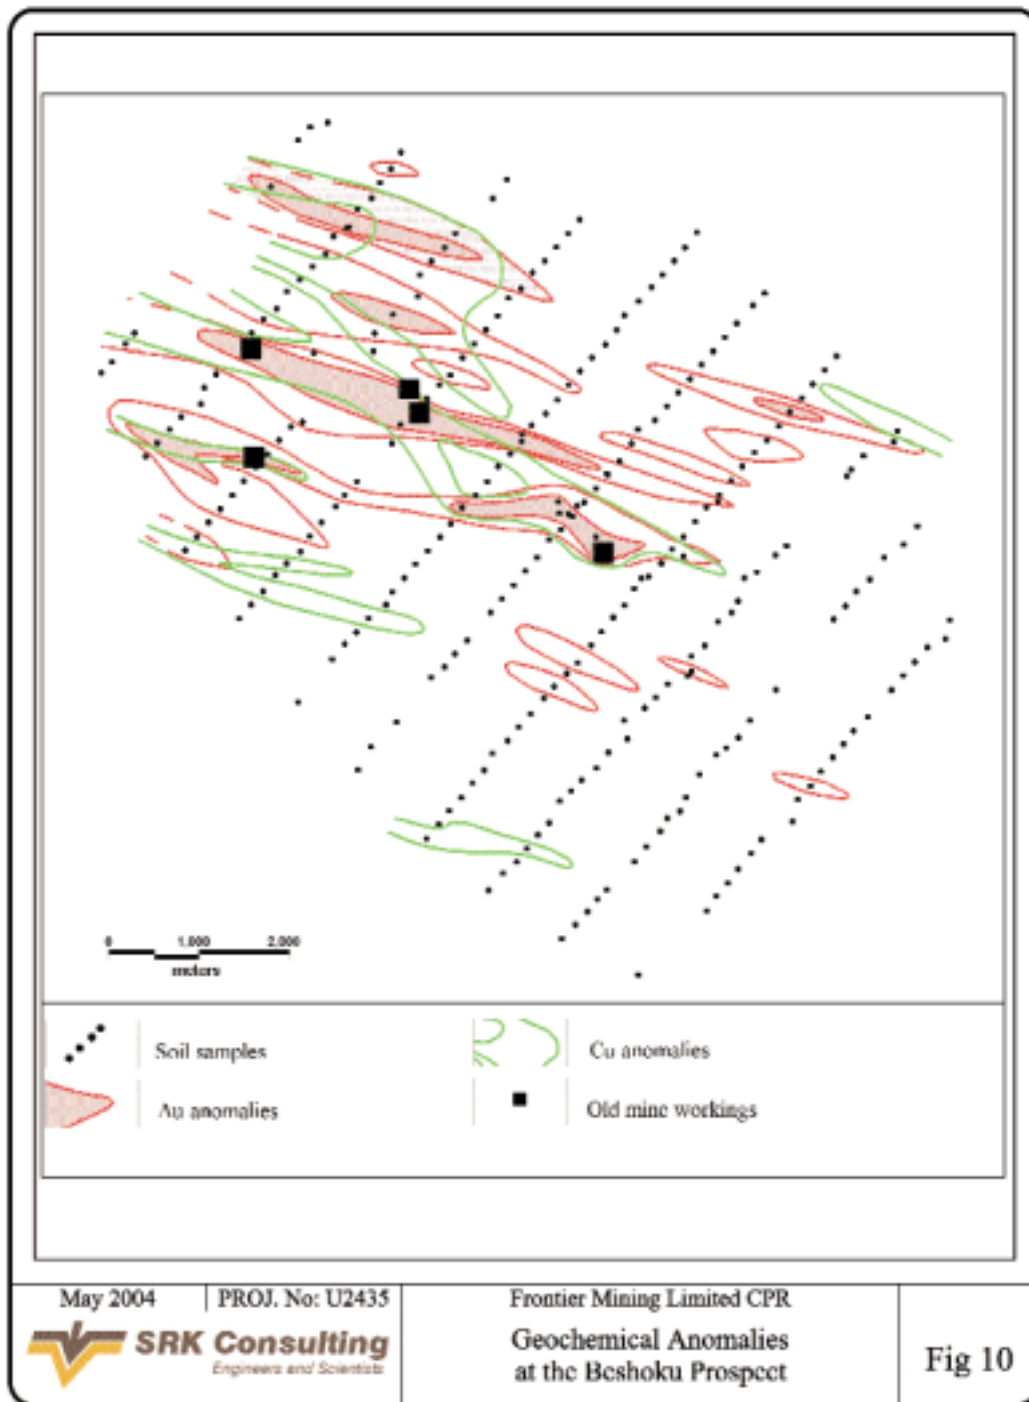 0 1,000 2,000
meters
Soil samples
Cu anomalies
Au anomalies
Old mine workings
May 2004
PROJ. No: U2435
Frontier Mining Limited CPR
SRK Consulting
Engineers and Scientists
Geochemical Anomalies
at the Beshoku Prospect
Fig 10